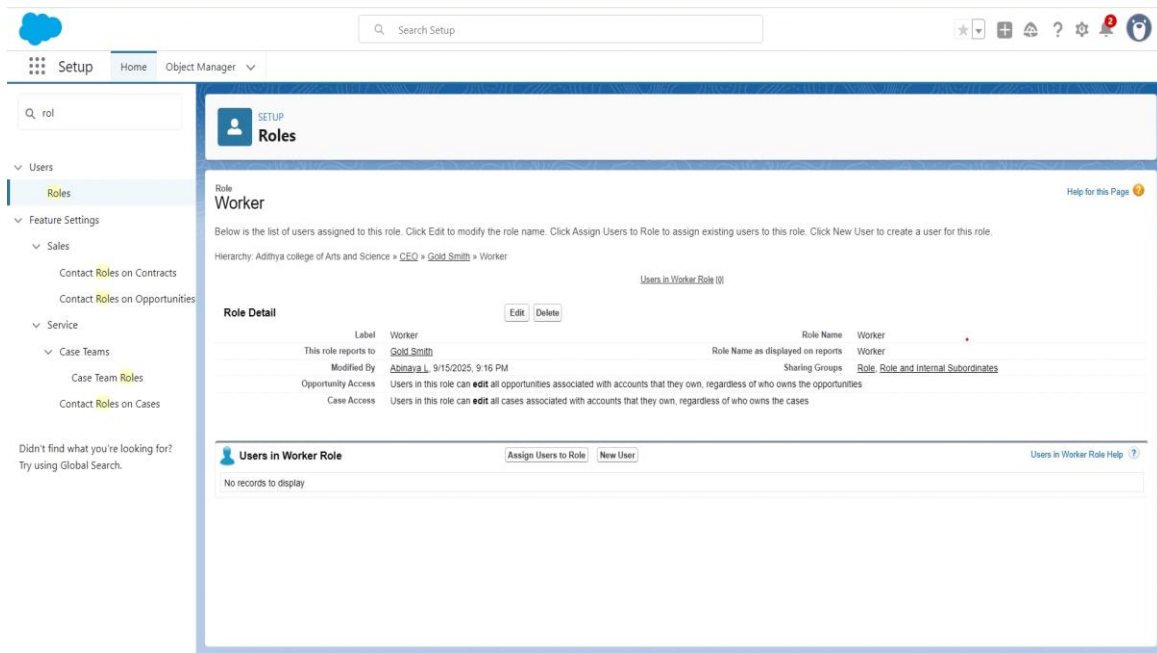 Search Setup
2
Setup
Home
Object Manager
rol
Users
Roles
Feature Settings
Sales
Contact Roles on Contracts
Contact Roles on Opportunities
Service
Case Teams
Case Team Roles
Contact Roles on Cases
Didn't find what you're looking for?
Try using Global Search.
SETUP
Roles
Role
Worker
Help for this Page ?
Below is the list of users assigned to this role. Click Edit to modify the role name. Click Assign Users to Role to assign existing users to this role. Click New User to create a user for this role.
Hierarchy: Adithya college of Arts and Science » CEO » Gold Smith » Worker
Users in Worker Role [0]
Role Detail Edit Delete
Label Worker Role Name Worker
This role reports to Gold Smith Role Name as displayed on reports Worker
Modified By Abinaya L, 9/15/2025, 9:16 PM Sharing Groups Role, Role and Internal Subordinates
Opportunity Access Users in this role can edit all opportunities associated with accounts that they own, regardless of who owns the opportunities
Case Access Users in this role can edit all cases associated with accounts that they own, regardless of who owns the cases
Users in Worker Role Assign Users to Role New User Users in Worker Role Help ?
No records to display